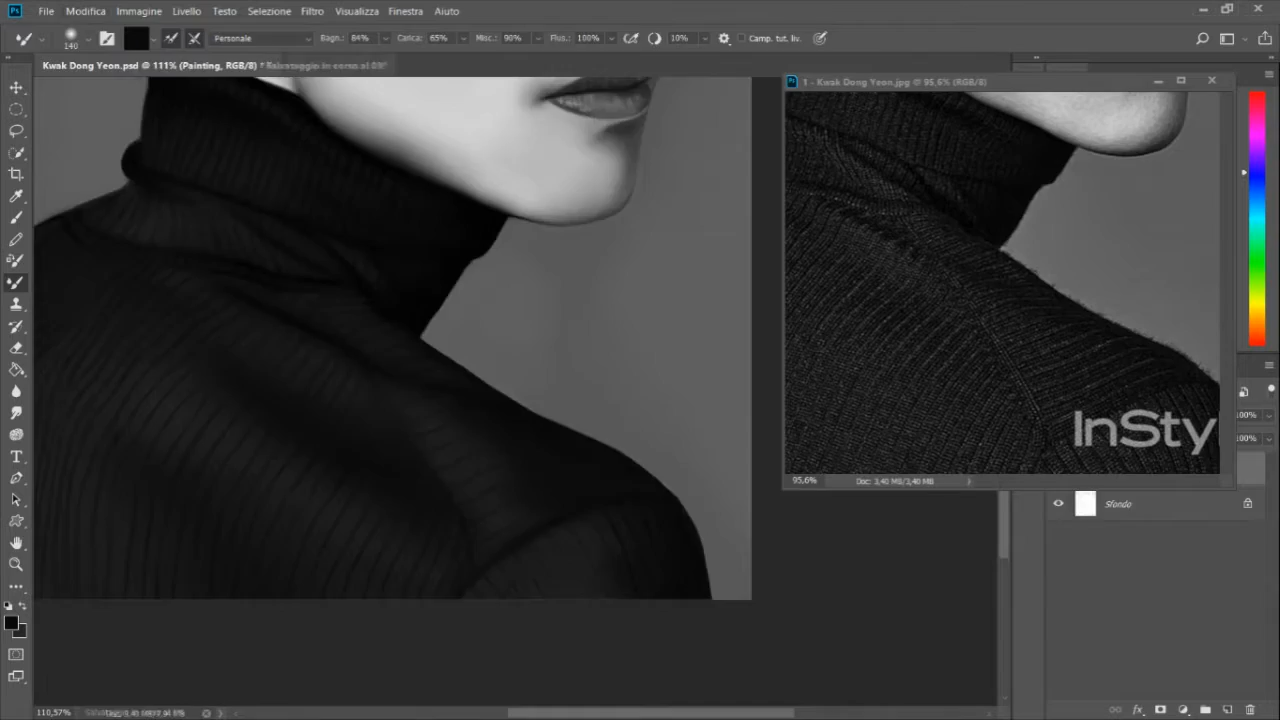 File Modifica Immagine Livello Testo Selezione Filtro Visualizza Finestra Aiuto
140 Personale Bagn.: 84% Carica: 65% Misc.: 90% Flus.: 100% 10% Camp. tut. liv.
Kwak Dong Yeon.psd @ 111% (Painting, RGB/8) *
1 - Kwak Dong Yeon.jpg @ 95,6% (RGB/8)
InSty
100%
100%
95,6% Doc: 3,40 MB/3,40 MB
Sfondo
110,57%